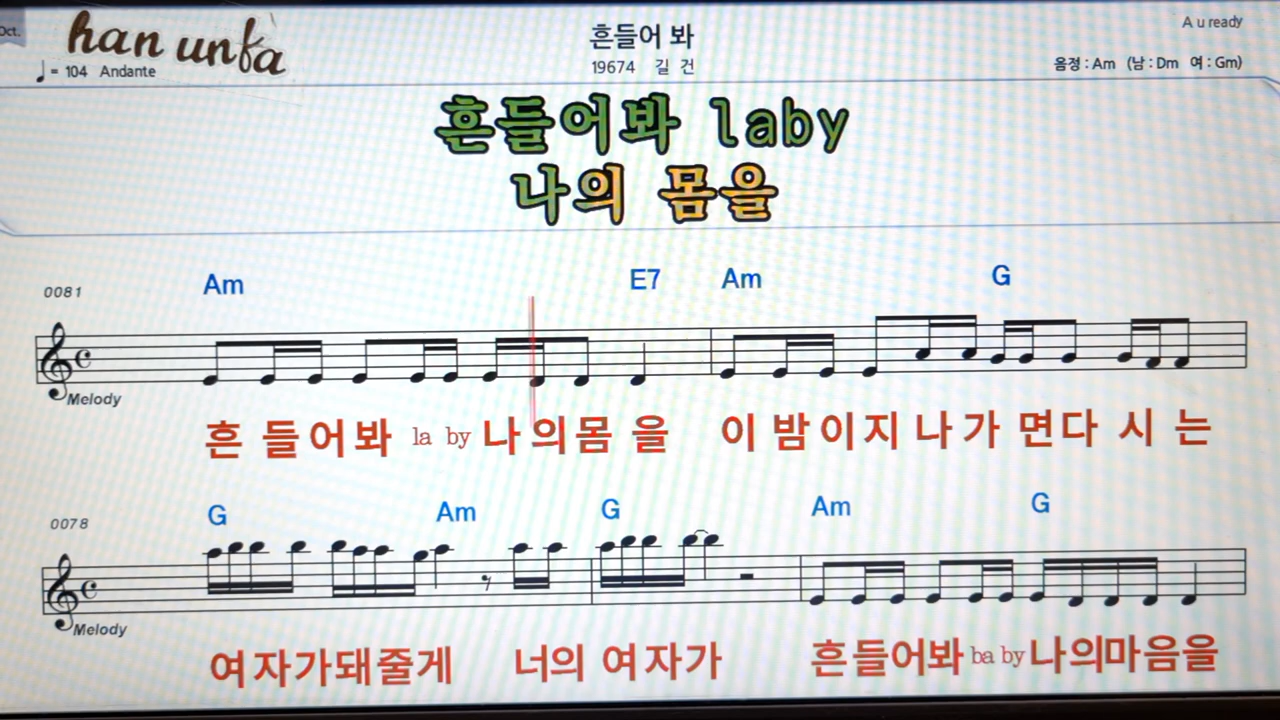 Oct.
han unfa
흔들어 봐
A u ready
♩ = 104 Andante
19674 길 건
음정 : Am (남 : Dm 여 : Gm)
흔들어봐 laby
나의 몸을
0081 Am E7 Am G
Melody
흔 들 어 봐 la by 나 의 몸 을 이 밤 이 지 나 가 면 다 시 는
0078 G Am G Am G
Melody
여 자 가 돼 줄 게 너의 여 자 가 흔 들 어 봐 ba by 나 의 마 음 을